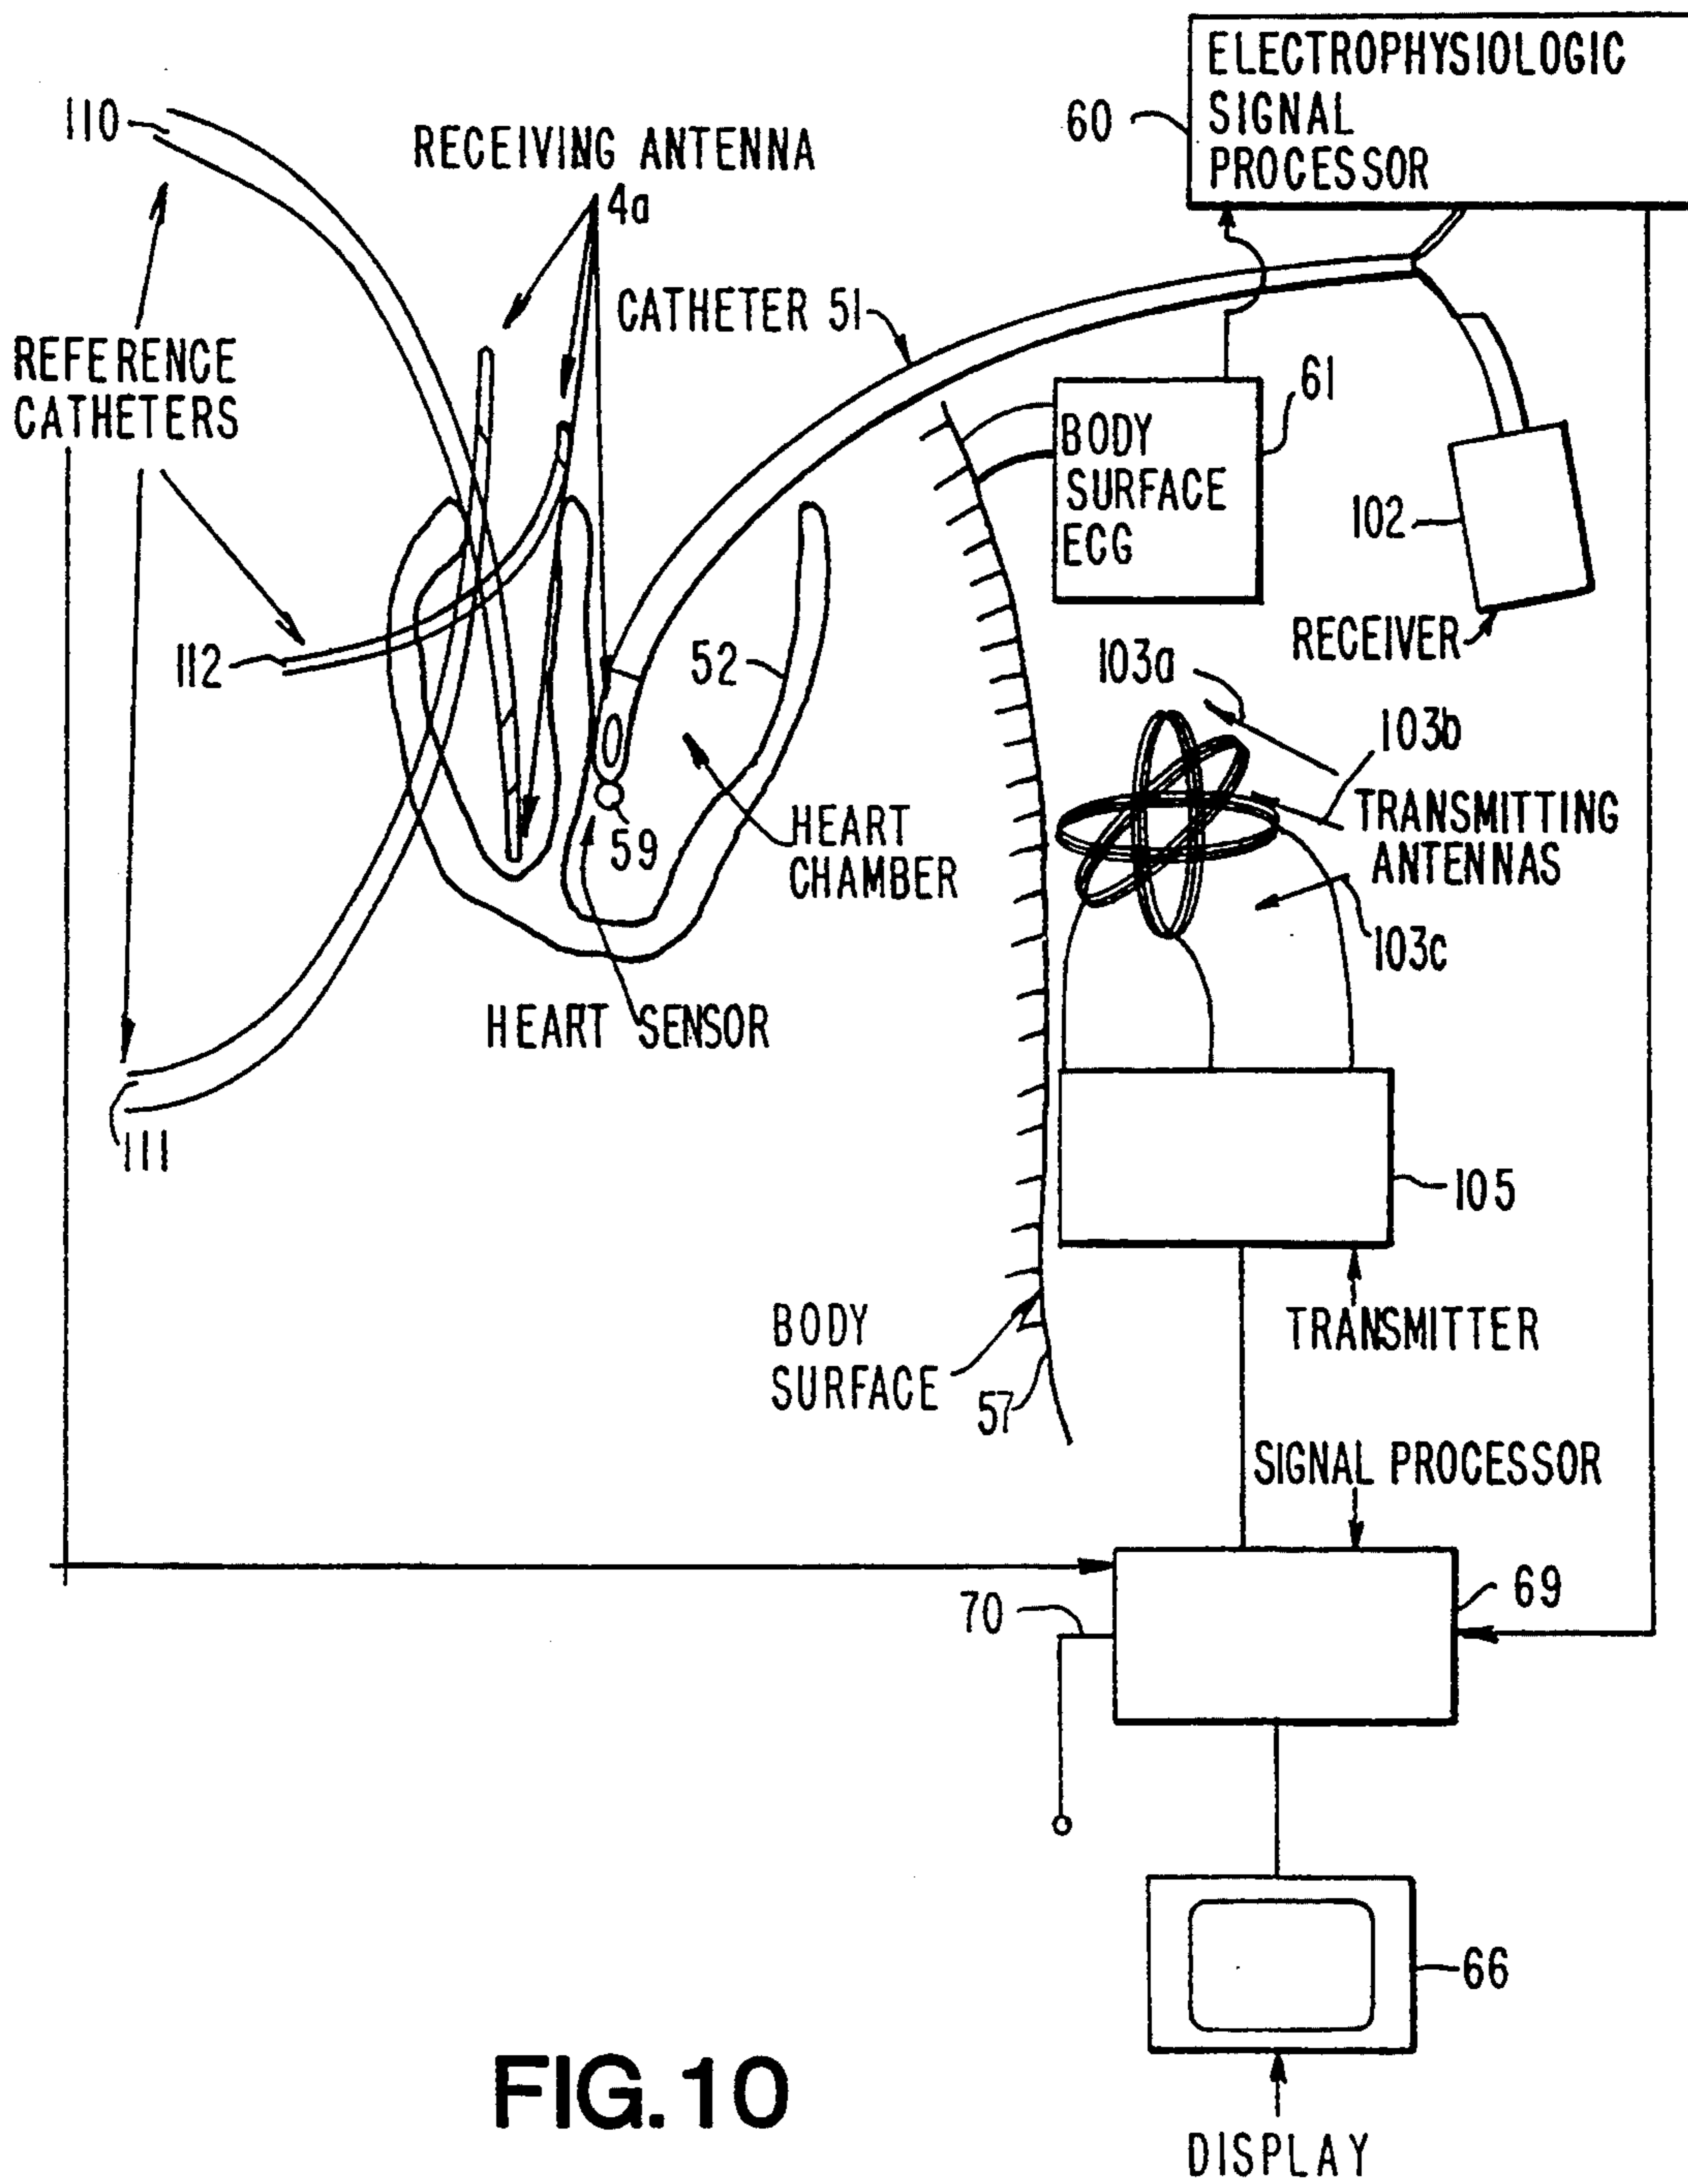 ELECTROPHYSIOLOGIC
SIGNAL
PROCESSOR
60
110
RECEIVING ANTENNA
4a
CATHETER 51
REFERENCE
CATHETERS
61
BODY
SURFACE
ECG
102
RECEIVER
112
52
103a
103b
TRANSMITTING
ANTENNAS
103c
59
HEART
CHAMBER
HEART SENSOR
111
105
TRANSMITTER
BODY
SURFACE
57
SIGNAL PROCESSOR
70
69
66
FIG.10
DISPLAY